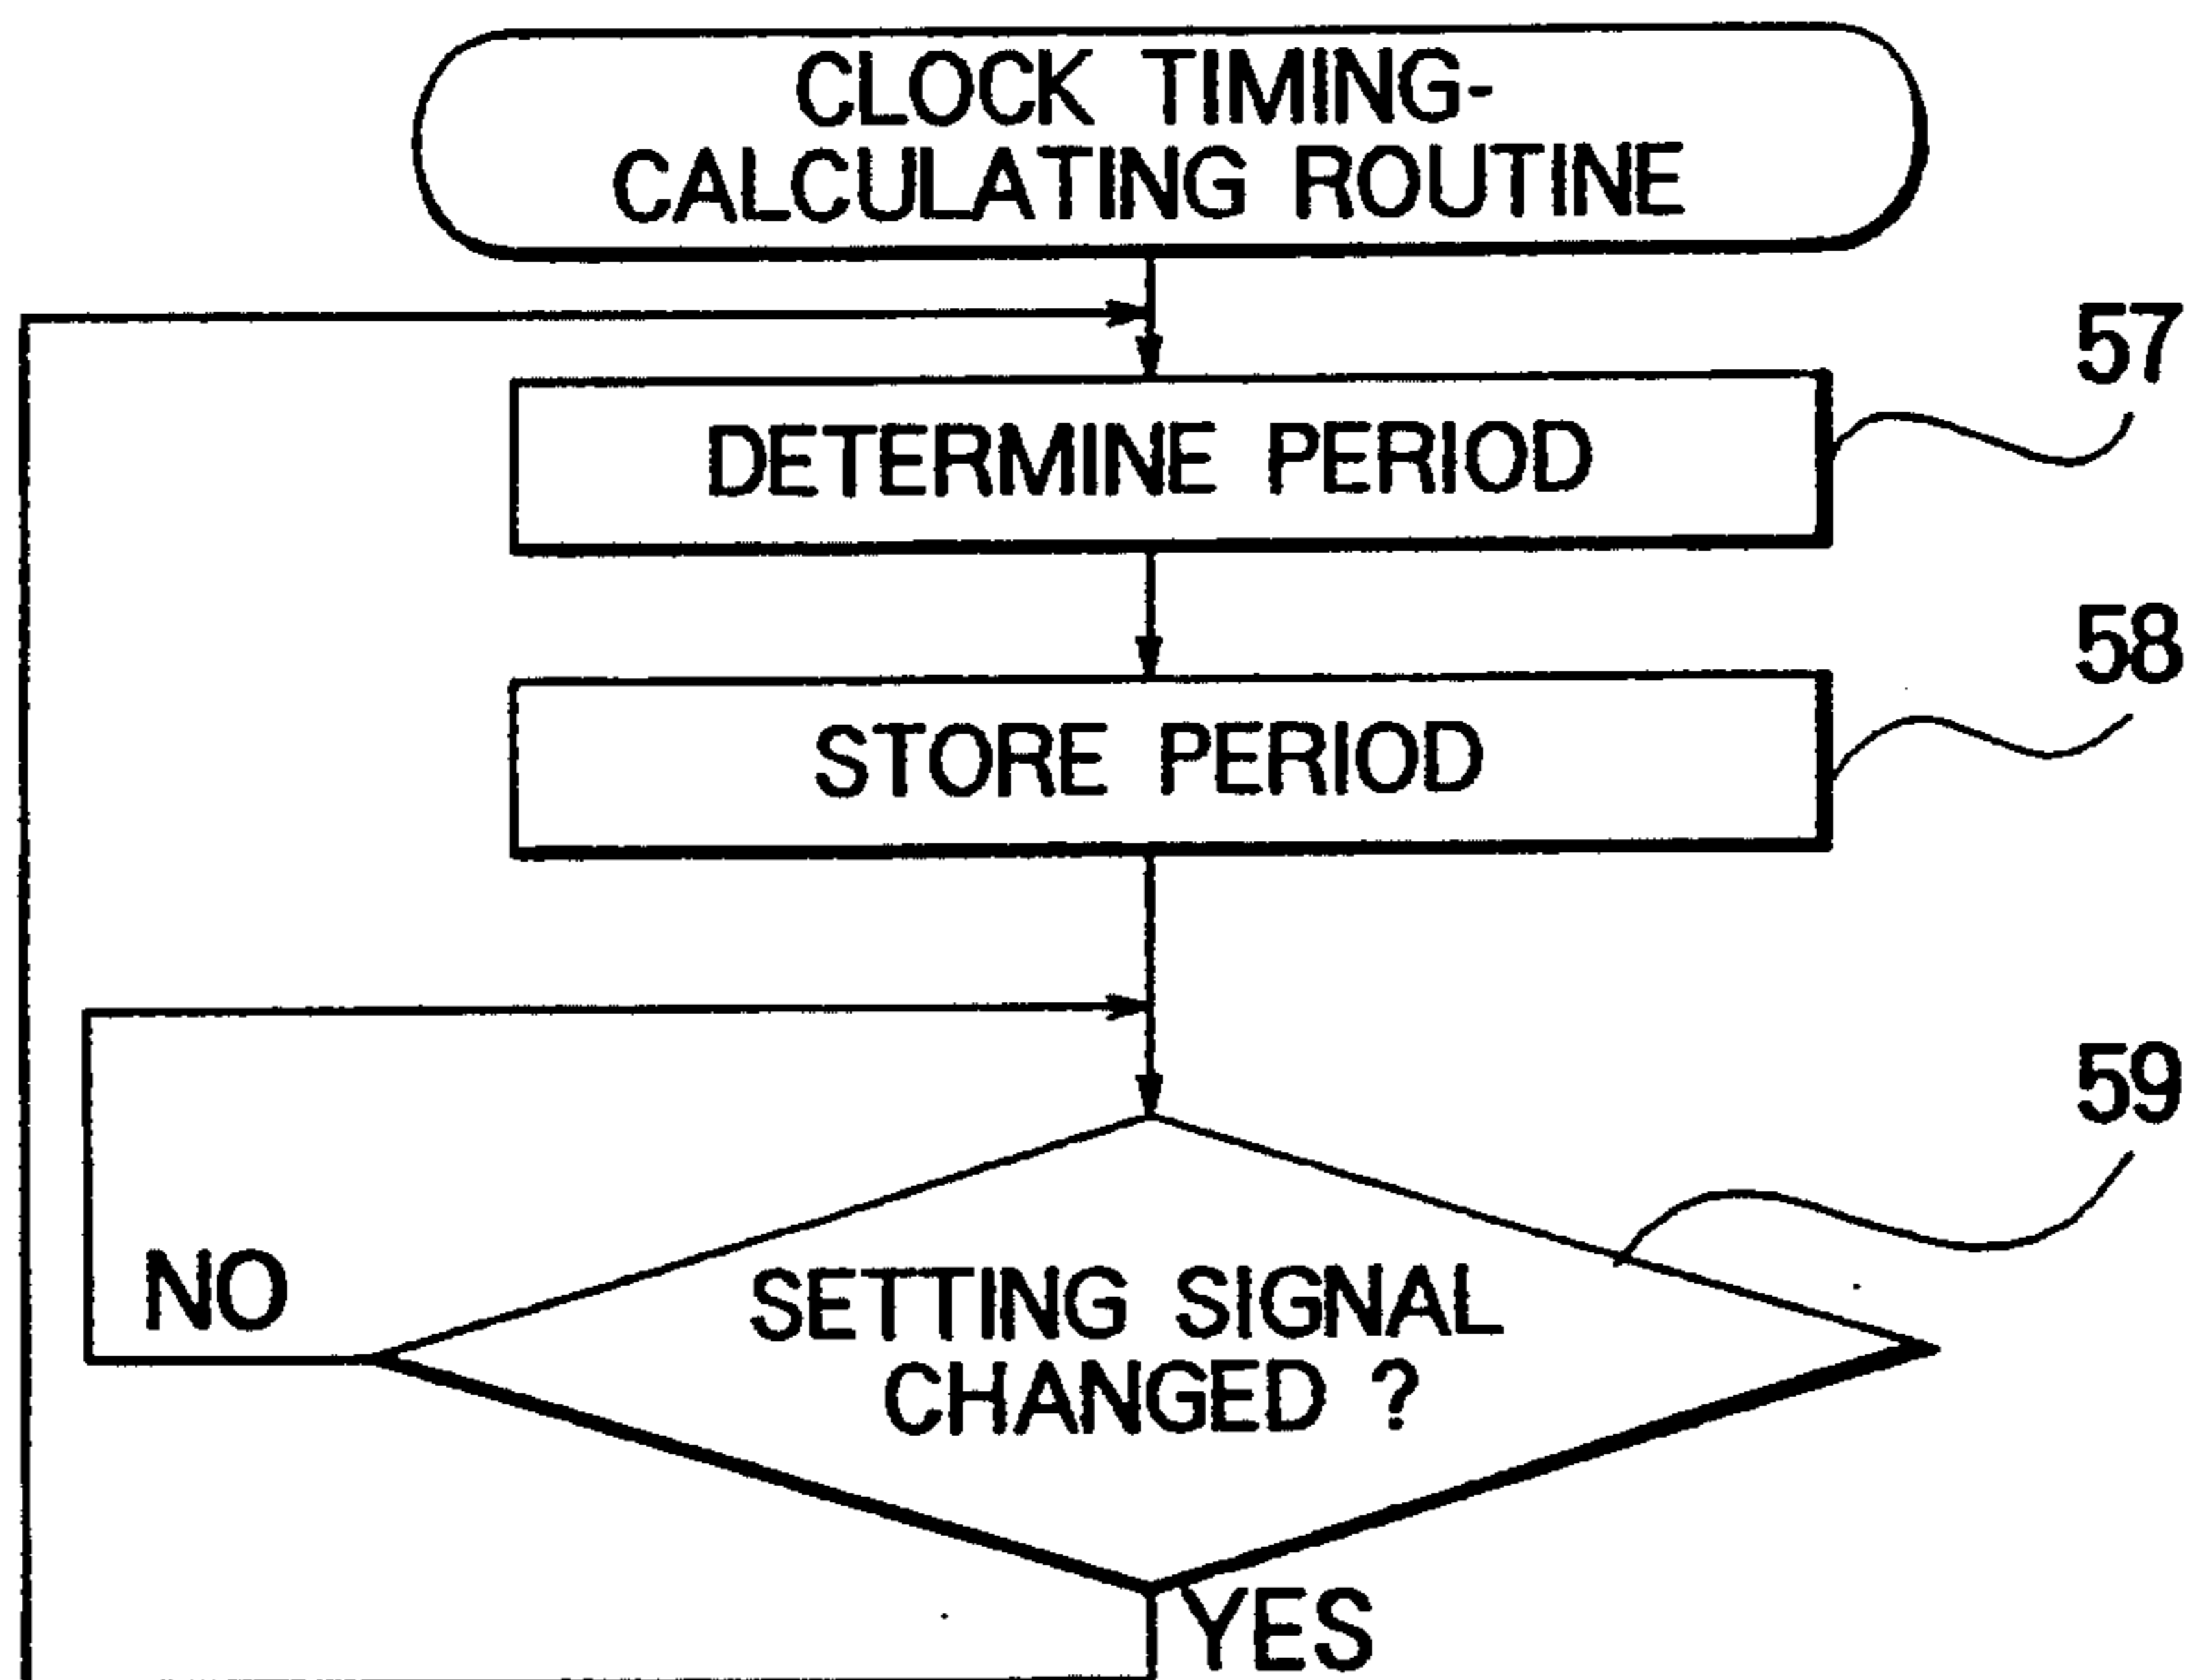 CLOCK TIMING-
CALCULATING ROUTINE
57
DETERMINE PERIOD
58
STORE PERIOD
59
NO
SETTING SIGNAL
CHANGED ?
YES